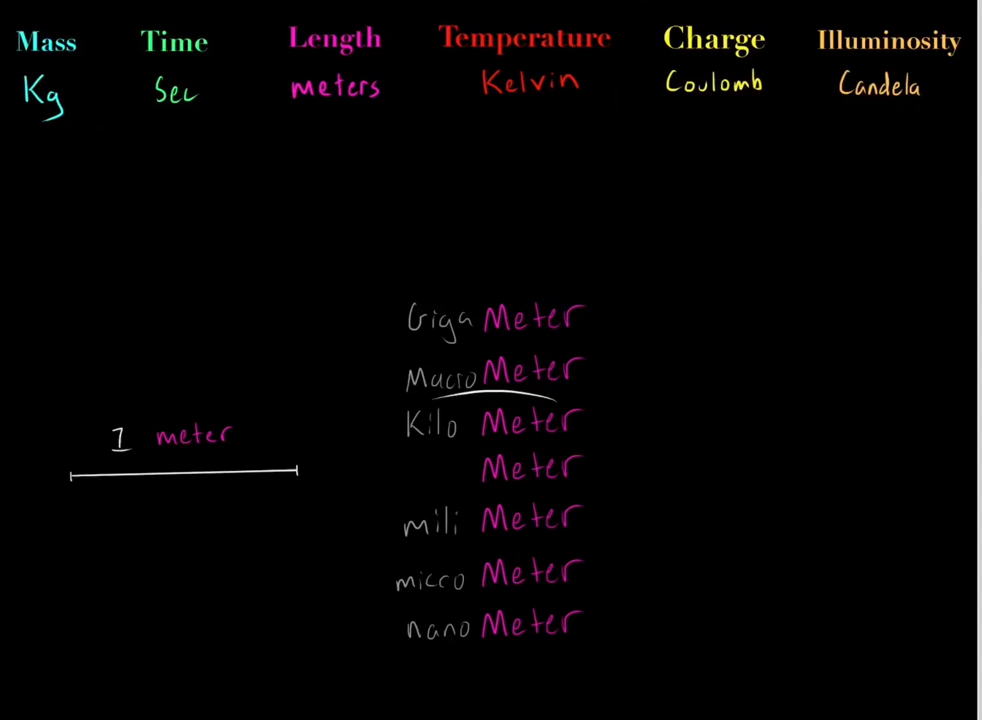 Mass Time Length Temperature Charge Illuminosity
Kg Sec meters Kelvin Coulomb Candela
Giga Meter
Macro Meter
Kilo Meter
1 meter
Meter
mili Meter
micro Meter
nano Meter